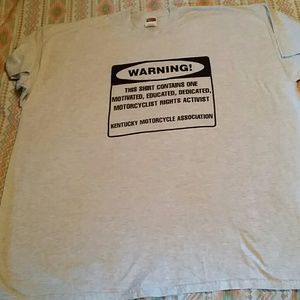 WARNING!
THIS SHIRT CONTAINS ONE
MOTIVATED, EDUCATED, DEDICATED,
MOTORCYCLIST RIGHTS ACTIVIST
KENTUCKY MOTORCYCLE ASSOCIATION